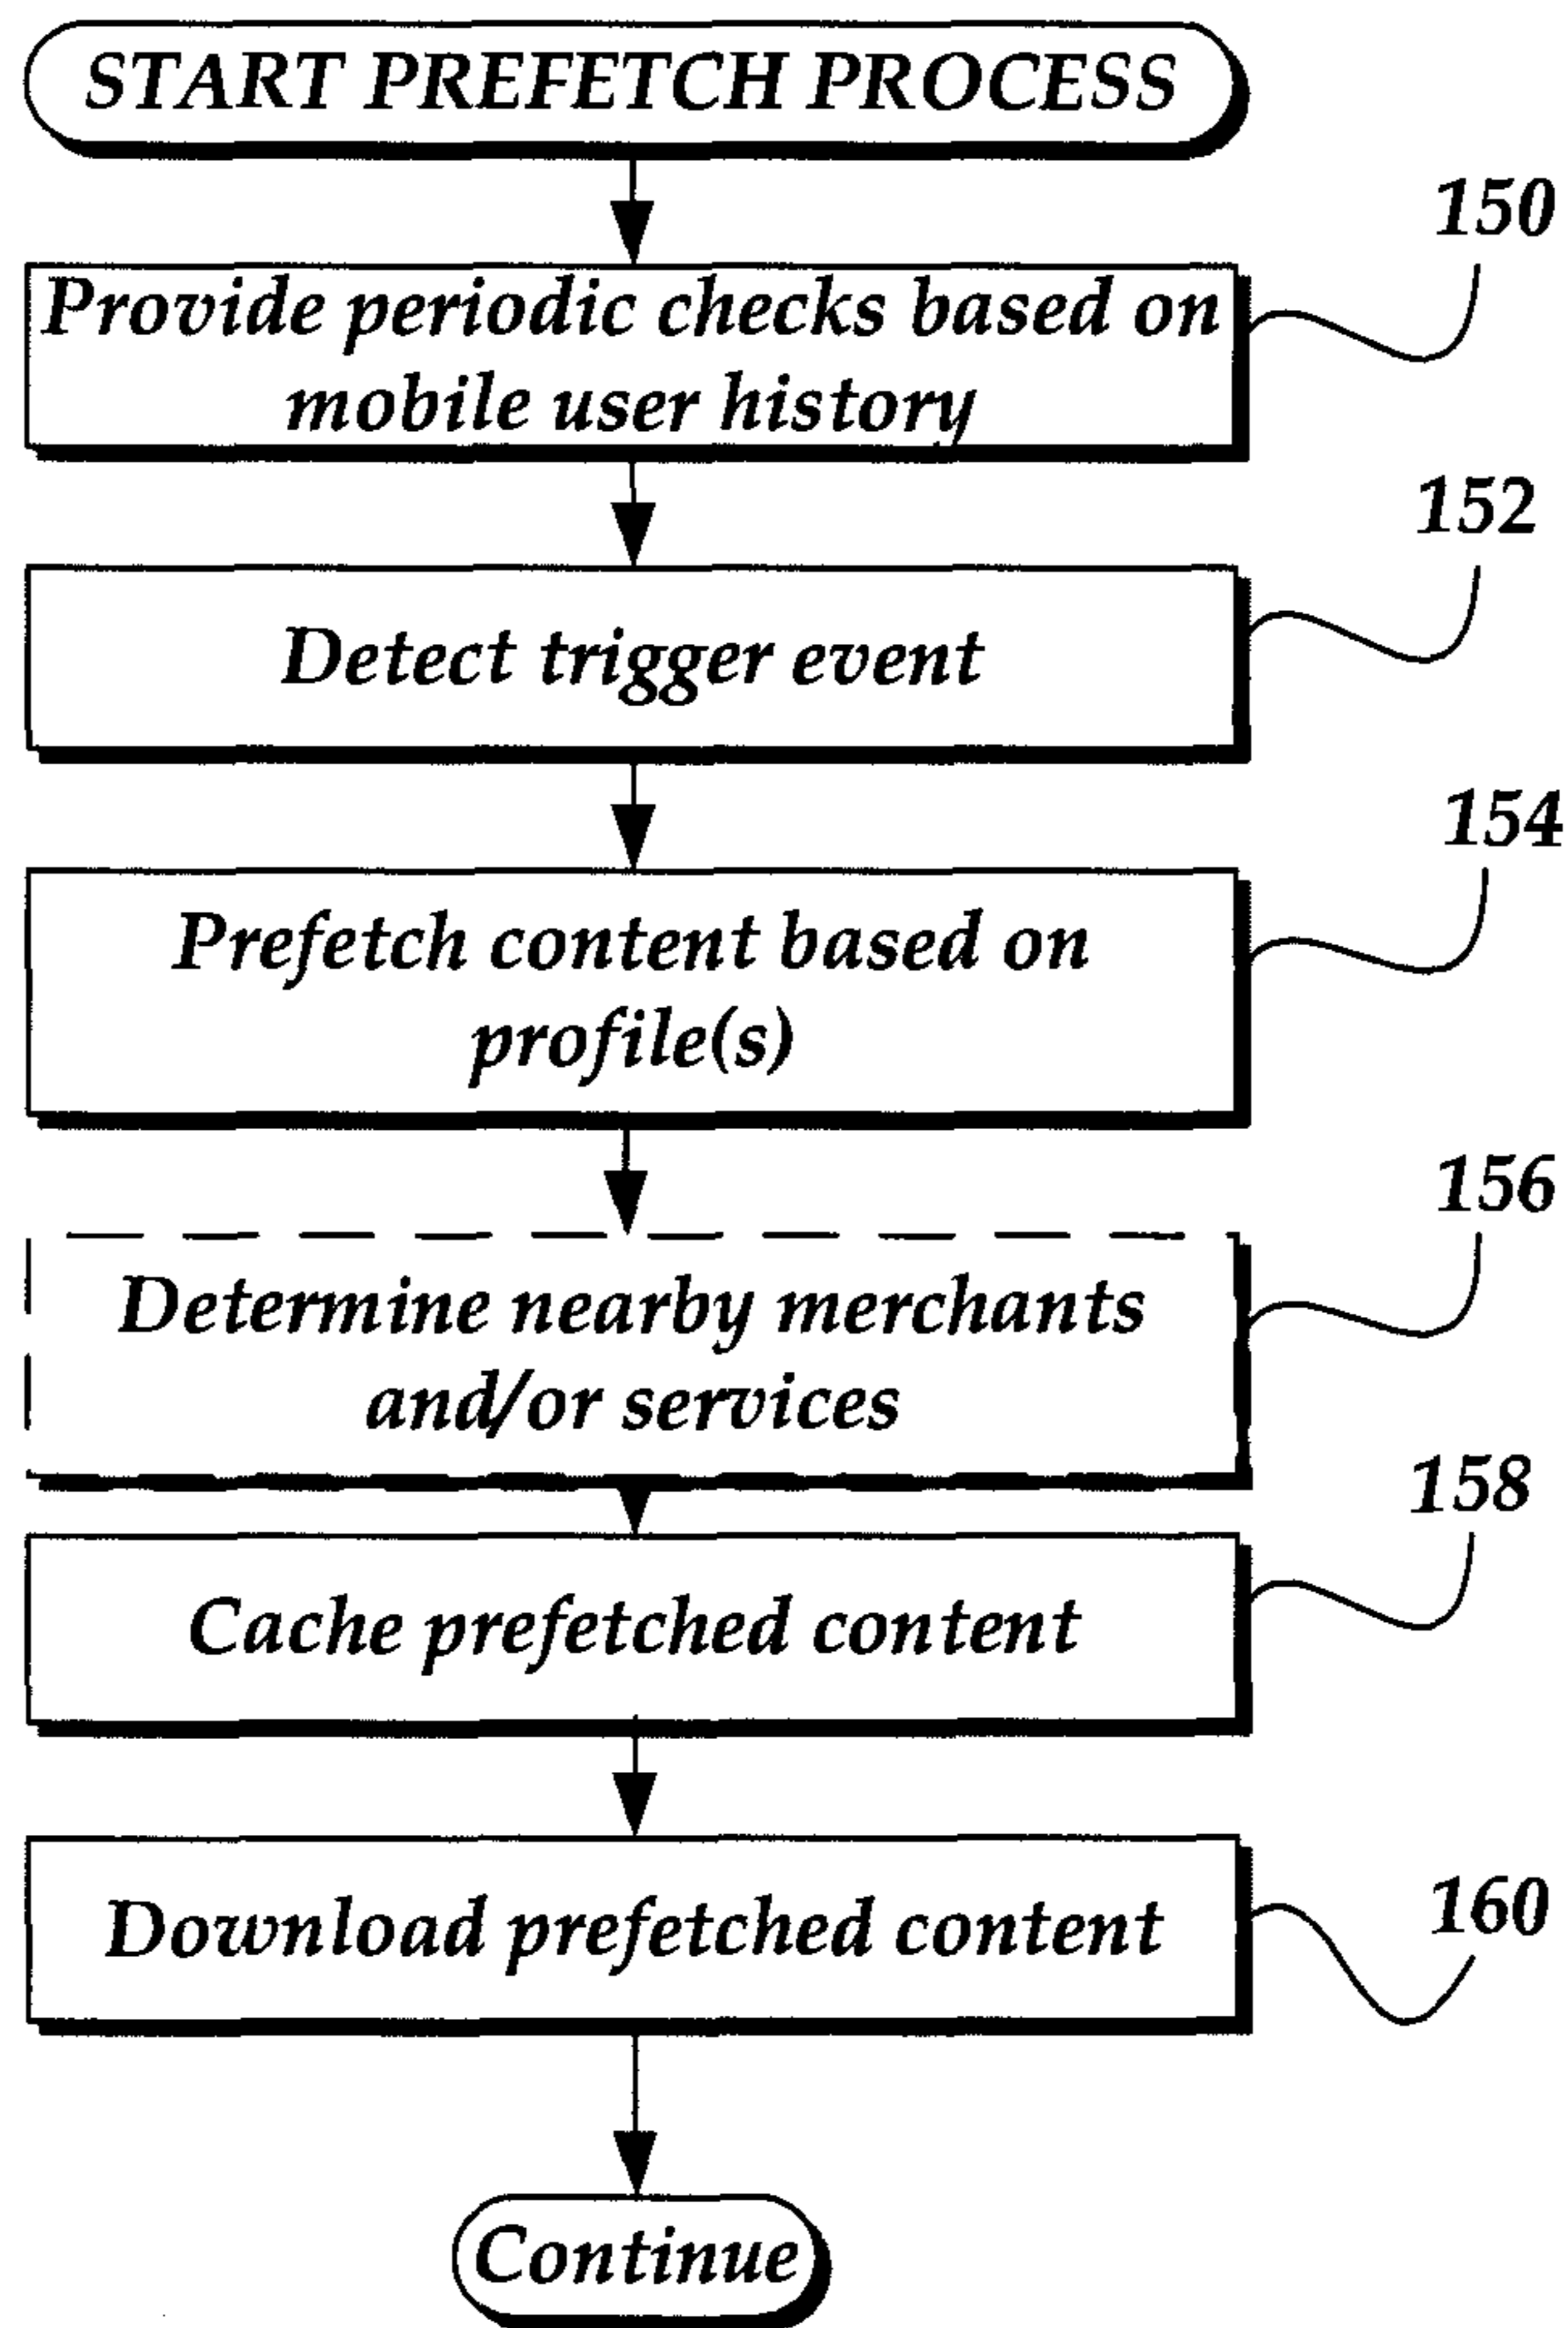 START PREFETCH PROCESS
150
Provide periodic checks based on
mobile user history
152
Detect trigger event
154
Prefetch content based on
profile(s)
156
Determine nearby merchants
and/or services
158
Cache prefetched content
160
Download prefetched content
Continue